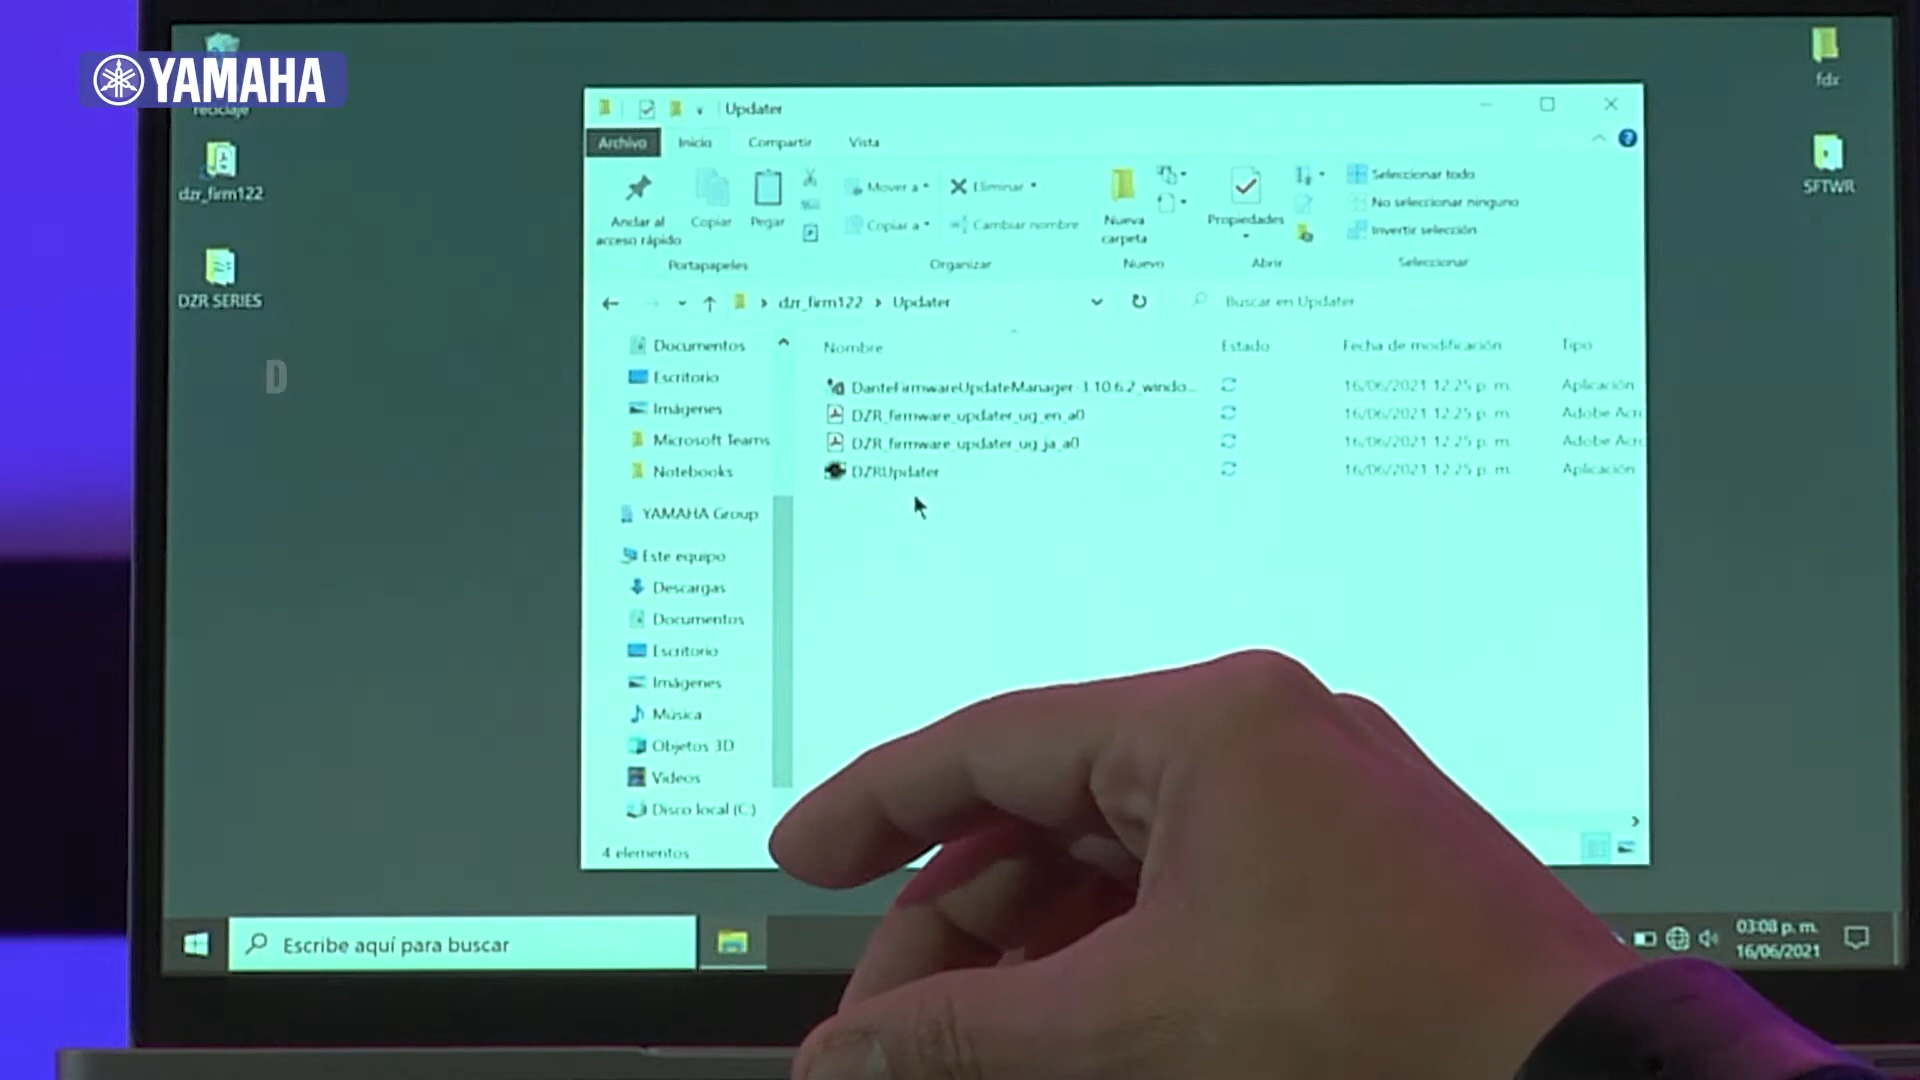 YAMAHA
reciclaje
dzr_firm122
DZR SERIES
D
fdx
SFTWR
Updater
Archivo Inicio Compartir Vista
Anclar al
acceso rápido
Copiar
Pegar
Mover a
Copiar a
Eliminar
Cambiar nombre
Nueva
carpeta
Propiedades
Seleccionar todo
No seleccionar ninguno
Invertir selección
Portapapeles Organizar Nuevo Abrir Seleccionar
dzr_firm122 > Updater
Buscar en Updater
Nombre Estado Fecha de modificación Tipo
DanteFirmwareUpdateManager-3.10.6.2_windo... 16/06/2021 12:25 p. m. Aplicación
DZR_firmware_updater_ug_en_a0 16/06/2021 12:25 p. m. Adobe Acr
DZR_firmware_updater_ug_ja_a0 16/06/2021 12:25 p. m. Adobe Acr
DZRUpdater 16/06/2021 12:25 p. m. Aplicación
Documentos
Escritorio
Imágenes
Microsoft Teams
Notebooks
YAMAHA Group
Este equipo
Descargas
Documentos
Escritorio
Imágenes
Música
Objetos 3D
Videos
Disco local (C:)
4 elementos
Escribe aquí para buscar
03:08 p. m.
16/06/2021